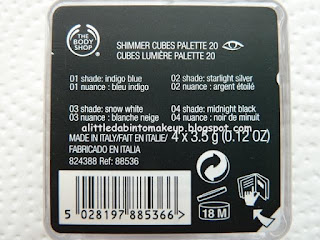 THE
BODY
SHOP
SHIMMER CUBES PALETTE 20
CUBES LUMIÈRE PALETTE 20
01 shade: indigo blue
01 nuance : bleu indigo
02 shade: starlight silver
02 nuance : argent étoilé
03 shade: snow white
03 nuance : blanche neige
04 shade: midnight black
04 nuance : noir de minuit
alittledabintomakeup.blogspot.com
MADE IN ITALY/FAIT EN ITALIE/
FABRICADO EN ITALIA
4 x 3.5 g (0.12 OZ)
824388 Ref: 88536
5 028197 885366 >
18 M